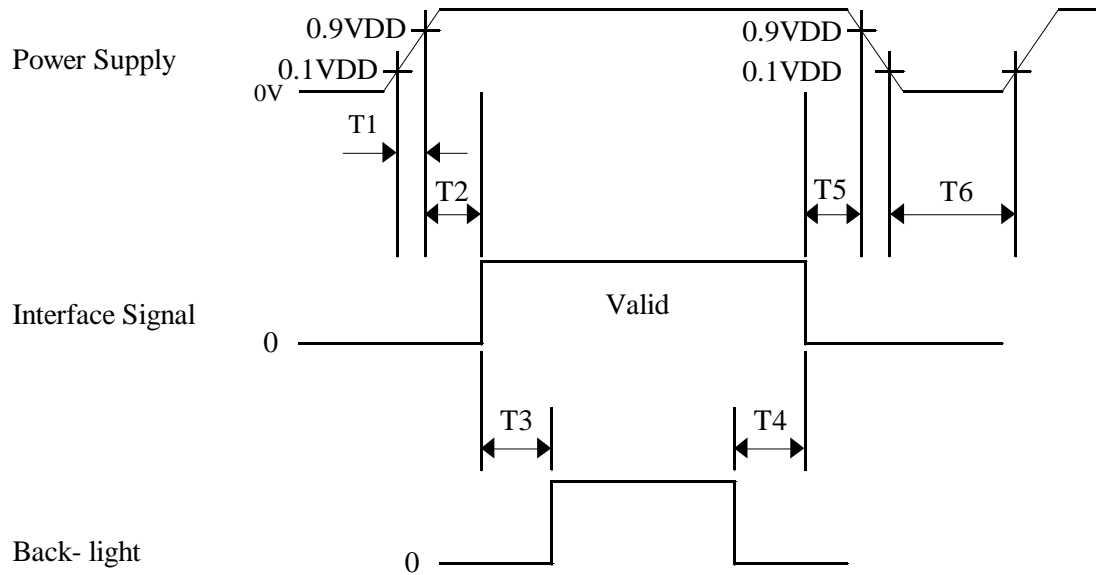 0.9VDD
0.9VDD
Power Supply
0.1VDD
0.1VDD
0V
T1
T2
T5
T6
Valid
Interface Signal
0
T3
T4
Back- light
0